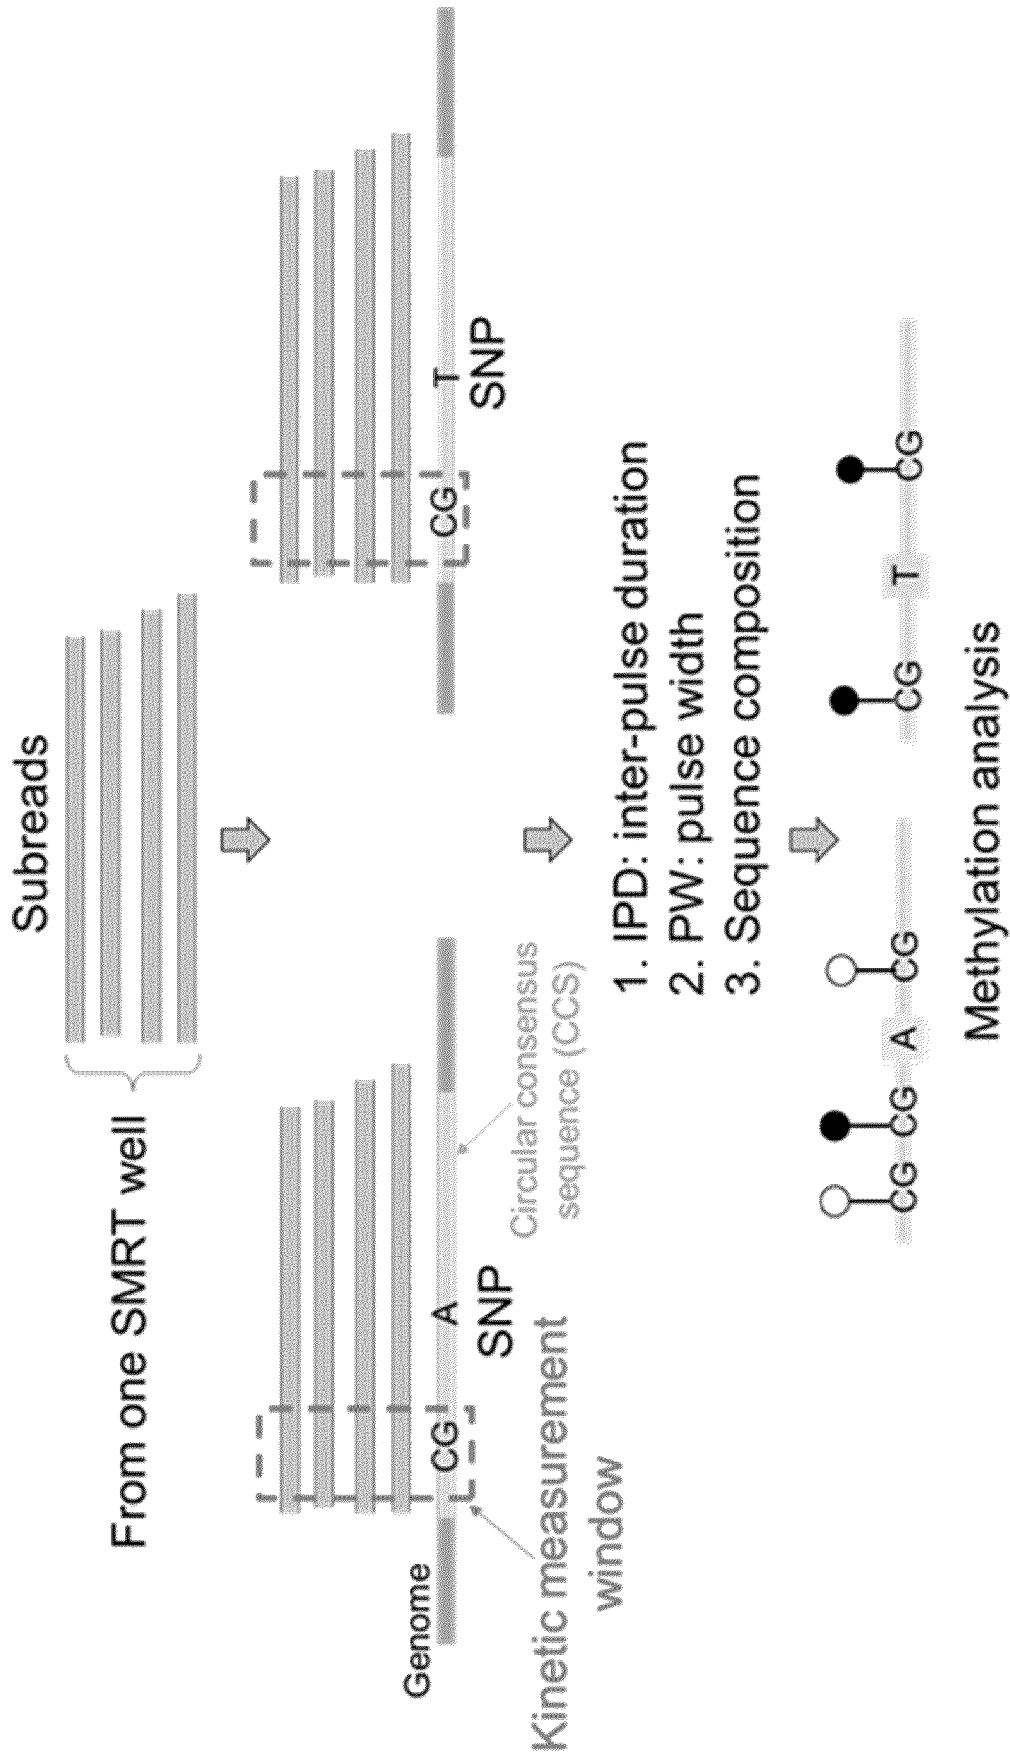 Subreads
From one SMRT well
Genome
CG
A
SNP
CG
T
SNP
Circular consensus
sequence (CCS)
Kinetic measurement
window
1. IPD: inter-pulse duration
2. PW: pulse width
3. Sequence composition
CG CG A CG
CG T CG
Methylation analysis